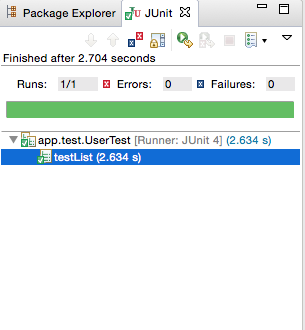 Package Explorer JUnit
Finished after 2.704 seconds
Runs: 1/1 Errors: 0 Failures: 0
app.test.UserTest [Runner: JUnit 4] (2.634 s)
testList (2.634 s)